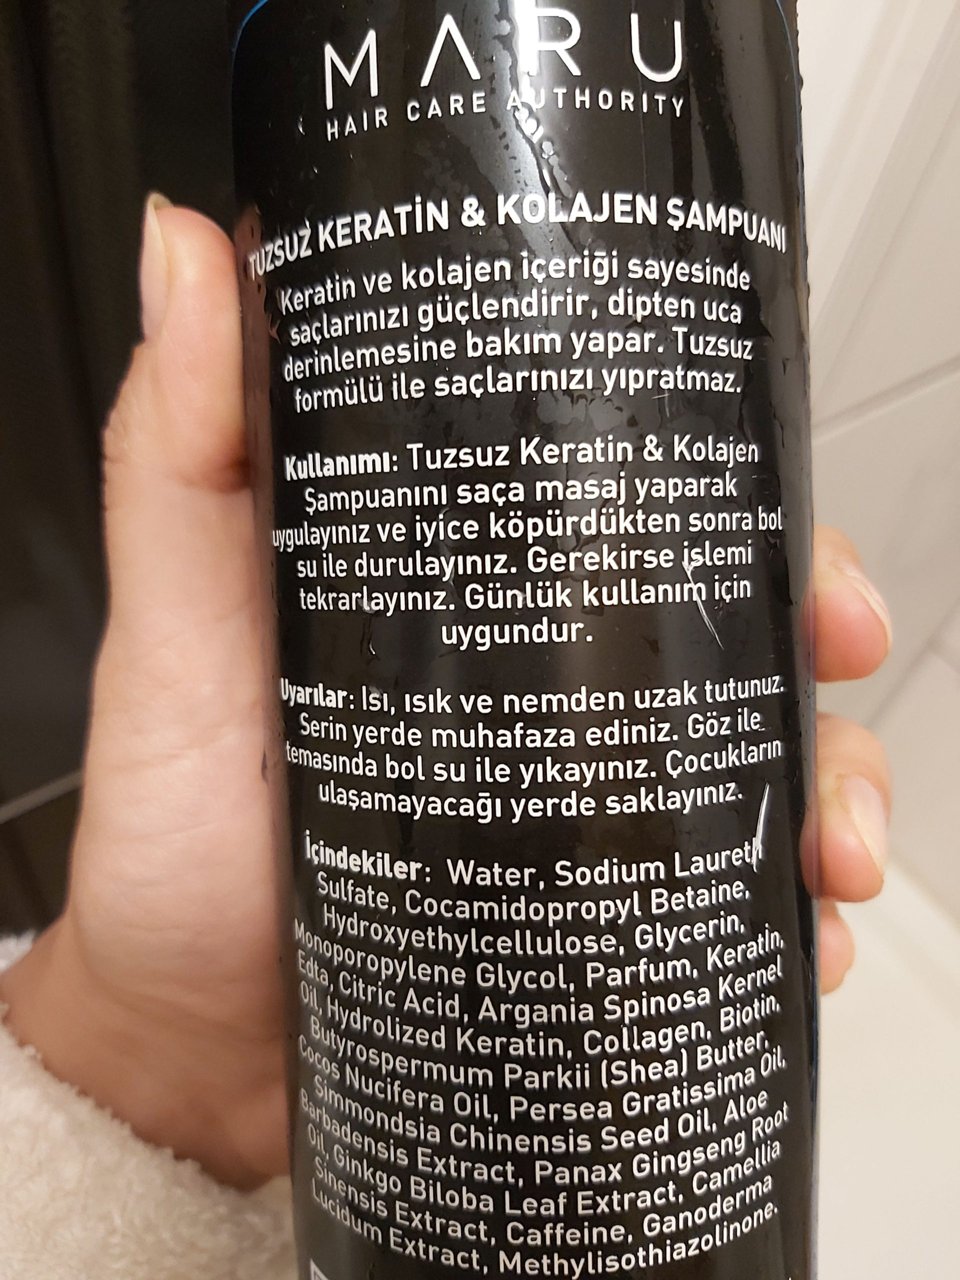 MARU
HAIR CARE AUTHORITY
TUZSUZ KERATİN & KOLAJEN ŞAMPUANI
Keratin ve kolajen içeriği sayesinde
saçlarınızı güçlendirir, dipten uca
derinlemesine bakım yapar. Tuzsuz
formülü ile saçlarınızı yıpratmaz.
Kullanımı: Tuzsuz Keratin & Kolajen
Şampuanını saça masaj yaparak
uygulayınız ve iyice köpürdükten sonra bol
su ile durulayınız. Gerekirse işlemi
tekrarlayınız. Günlük kullanım için
uygundur.
Uyarılar: Isı, ısık ve nemden uzak tutunuz.
Serin yerde muhafaza ediniz. Göz ile
temasında bol su ile yıkayınız. Çocukların
ulaşamayacağı yerde saklayınız.
İçindekiler: Water, Sodium Laureth
Sulfate, Cocamidopropyl Betaine,
Hydroxyethylcellulose, Glycerin,
Monoporopylene Glycol, Parfum, Keratin,
Edta, Citric Acid, Argania Spinosa Kernel
Oil, Hydrolized Keratin, Collagen, Biotin,
Butyrospermum Parkii (Shea) Butter,
Cocos Nucifera Oil, Persea Gratissima Oil,
Simmondsia Chinensis Seed Oil, Aloe
Barbadensis Extract, Panax Gingseng Root
Oil, Ginkgo Biloba Leaf Extract, Camellia
Sinensis Extract, Caffeine, Ganoderma
Lucidum Extract, Methylisothiazolinone.